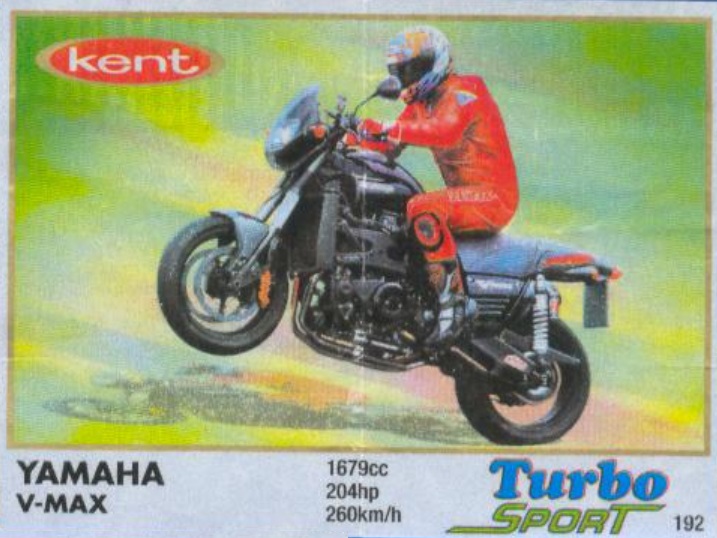 kent
YAMAHA
V-MAX
1679cc
204hp
260km/h
Turbo
SPORT
192